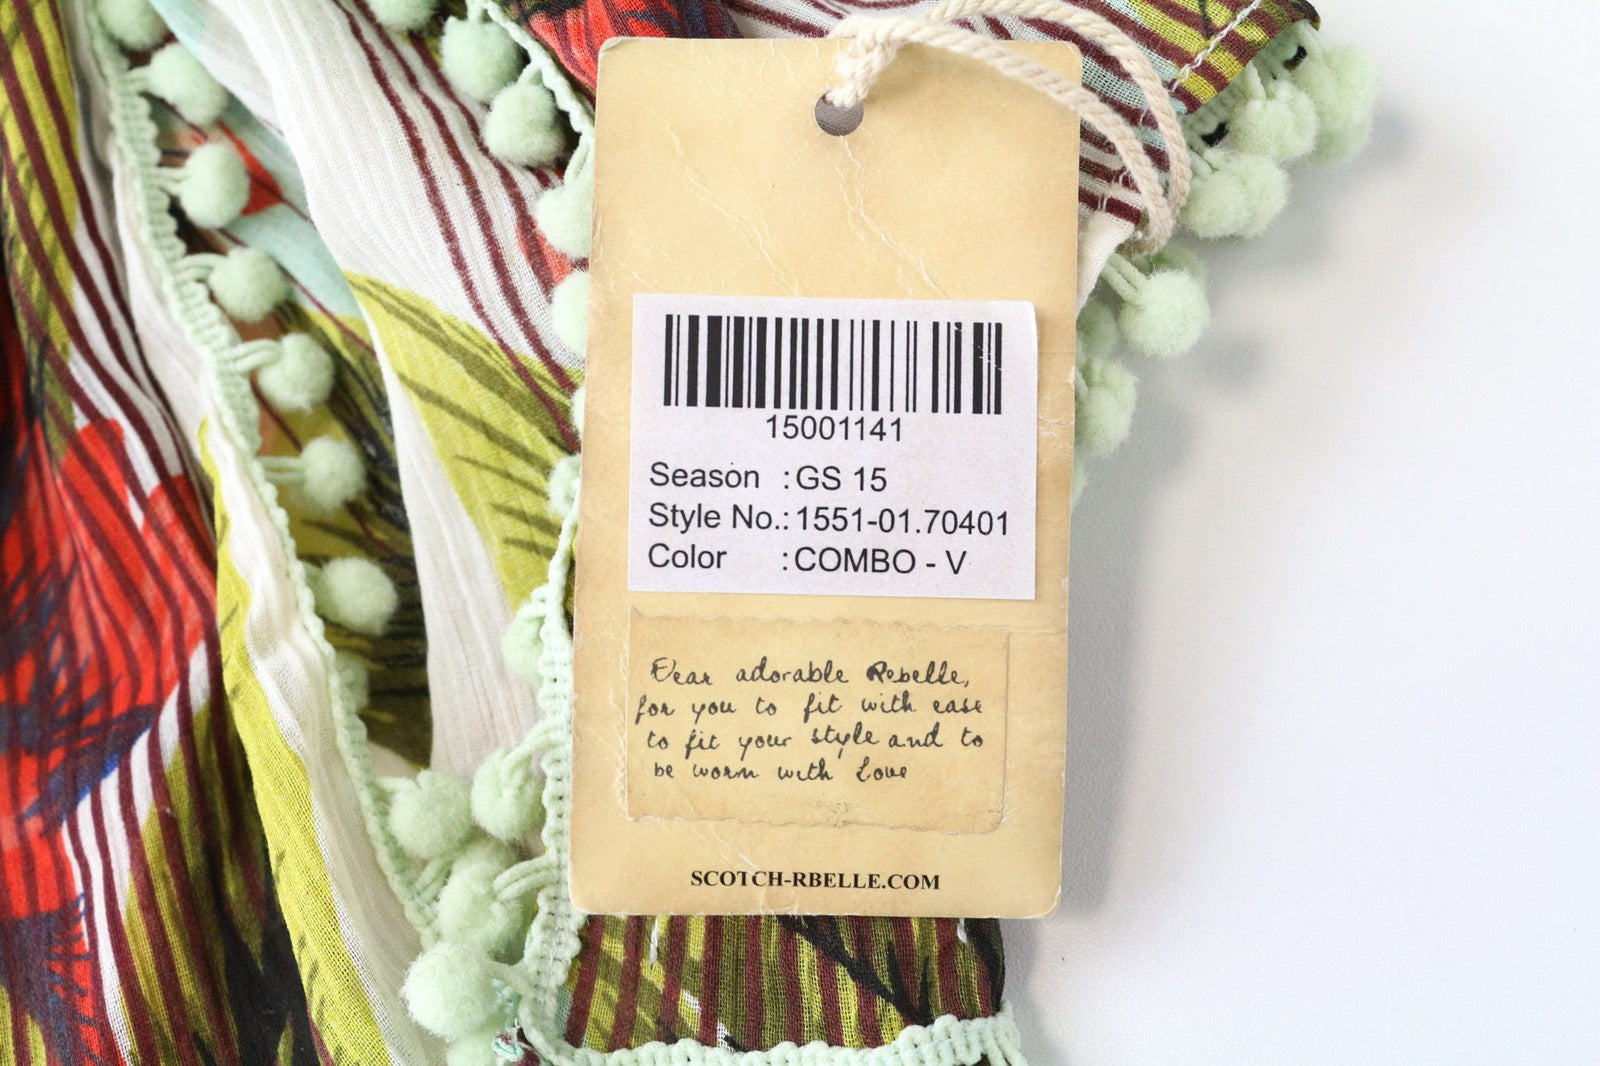 15001141
Season : GS 15
Style No.: 1551-01.70401
Color : COMBO - V
Dear adorable Rebelle,
for you to fit with ease
to fit your style and to
be worn with Love
SCOTCH-RBELLE.COM